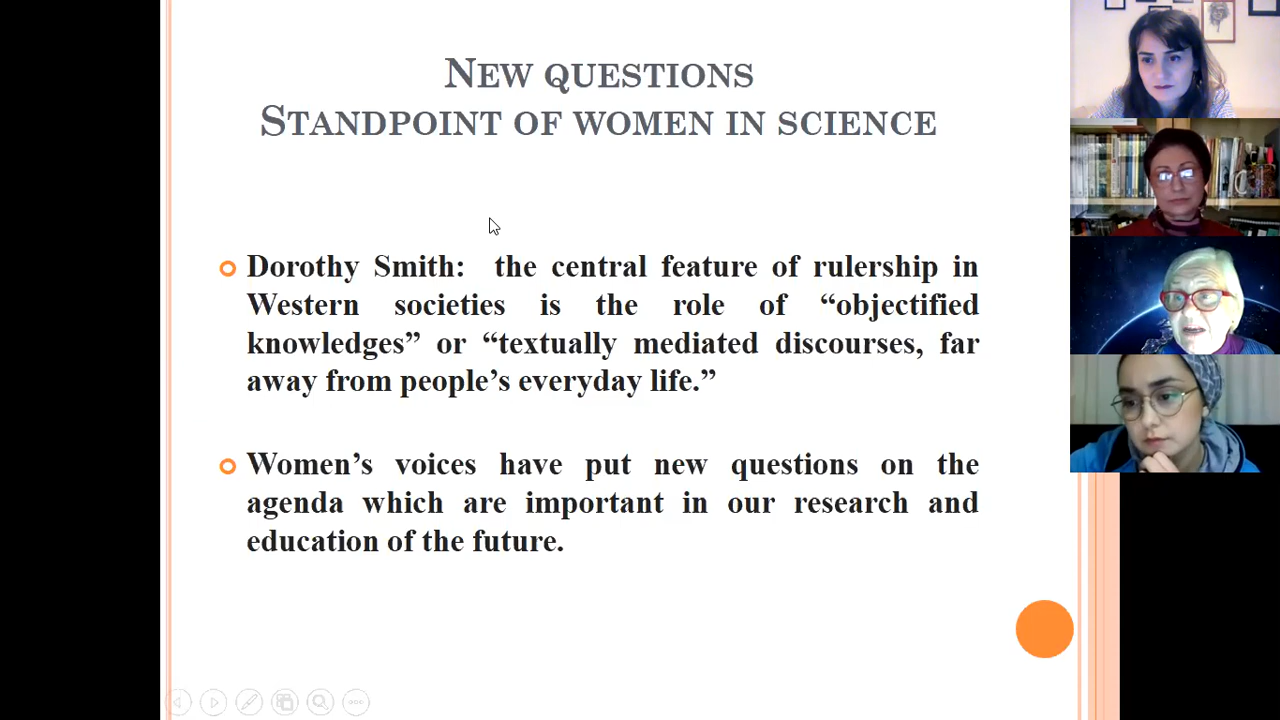 NEW QUESTIONS
STANDPOINT OF WOMEN IN SCIENCE
Dorothy Smith: the central feature of rulership in
Western societies is the role of “objectified
knowledges” or “textually mediated discourses, far
away from people’s everyday life.”
Women’s voices have put new questions on the
agenda which are important in our research and
education of the future.